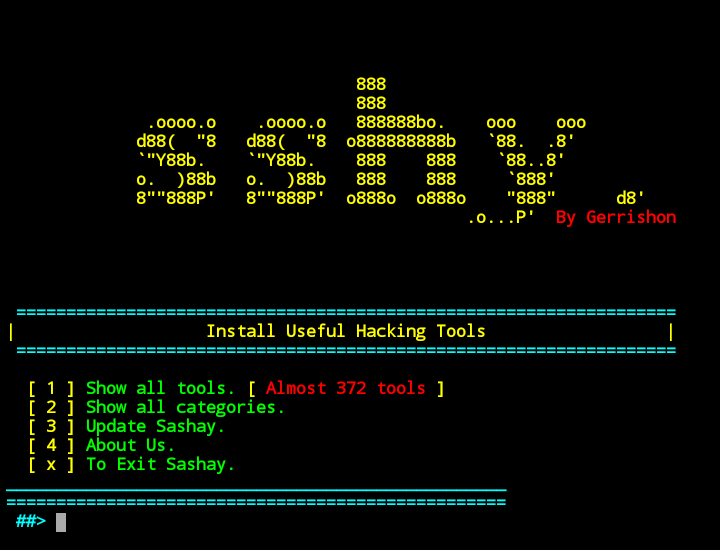 888
                                   888
              .oooo.o    .oooo.o   888888bo.    ooo    ooo
             d88(  "8   d88(  "8  o888888888b   `88.  .8'
             `"Y88b.    `"Y88b.    888    888    `88..8'
             o.  )88b   o.  )88b   888    888     `888'
             8""888P'   8""888P'  o888o  o888o    "888"      d8'
                                              .o...P'  By Gerrishon
 ==================================================================
|                   Install Useful Hacking Tools                  |
 ==================================================================
  [ 1 ] Show all tools. [ Almost 372 tools ]
  [ 2 ] Show all categories.
  [ 3 ] Update Sashay.
  [ 4 ] About Us.
  [ x ] To Exit Sashay.
__________________________________________________
==================================================
 ##>